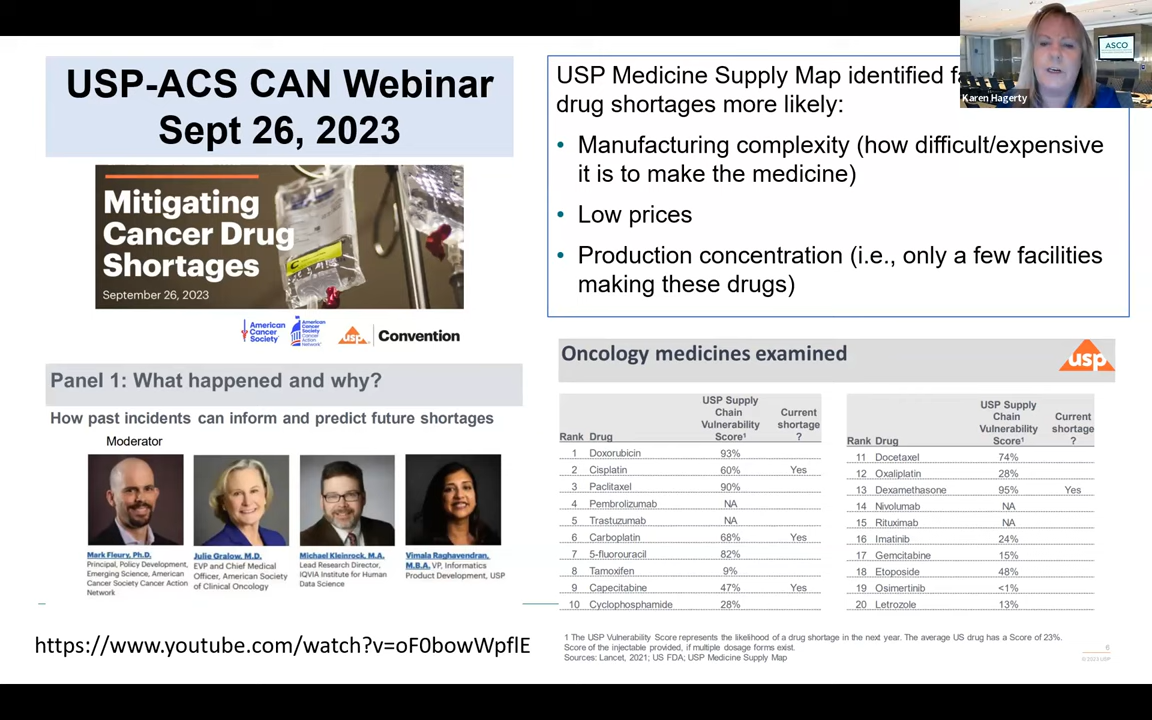 USP-ACS CAN Webinar
Sept 26, 2023
Mitigating
Cancer Drug
Shortages
September 26, 2023
American
Cancer
Society
American
Cancer
Society
Cancer
Action
Network
usp
Convention
Panel 1: What happened and why?
How past incidents can inform and predict future shortages
Moderator
Mark Fleury, Ph.D.
Principal, Policy Development,
Emerging Science, American
Cancer Society Cancer Action
Network
Julie Gralow, M.D.
EVP and Chief Medical
Officer, American Society
of Clinical Oncology
Michael Kleinrock, M.A.
Lead Research Director,
IQVIA Institute for Human
Data Science
Vimala Raghavendran,
M.B.A, VP, Informatics
Product Development, USP
https://www.youtube.com/watch?v=oF0bowWpflE
USP Medicine Supply Map identified
drug shortages more likely:
• Manufacturing complexity (how difficult/expensive
it is to make the medicine)
• Low prices
• Production concentration (i.e., only a few facilities
making these drugs)
ASCO
Karen Hagerty
Oncology medicines examined
usp
Rank Drug USP Supply Chain Vulnerability Score¹ Current shortage ?
1 Doxorubicin 93%
2 Cisplatin 60% Yes
3 Paclitaxel 90%
4 Pembrolizumab NA
5 Trastuzumab NA
6 Carboplatin 68% Yes
7 5-fluorouracil 82%
8 Tamoxifen 9%
9 Capecitabine 47% Yes
10 Cyclophosphamide 28%
Rank Drug USP Supply Chain Vulnerability Score¹ Current shortage ?
11 Docetaxel 74%
12 Oxaliplatin 28%
13 Dexamethasone 95% Yes
14 Nivolumab NA
15 Rituximab NA
16 Imatinib 24%
17 Gemcitabine 15%
18 Etoposide 48%
19 Osimertinib <1%
20 Letrozole 13%
1 The USP Vulnerability Score represents the likelihood of a drug shortage in the next year. The average US drug has a Score of 23%.
Score of the injectable provided, if multiple dosage forms exist.
Sources: Lancet, 2021; US FDA; USP Medicine Supply Map
6